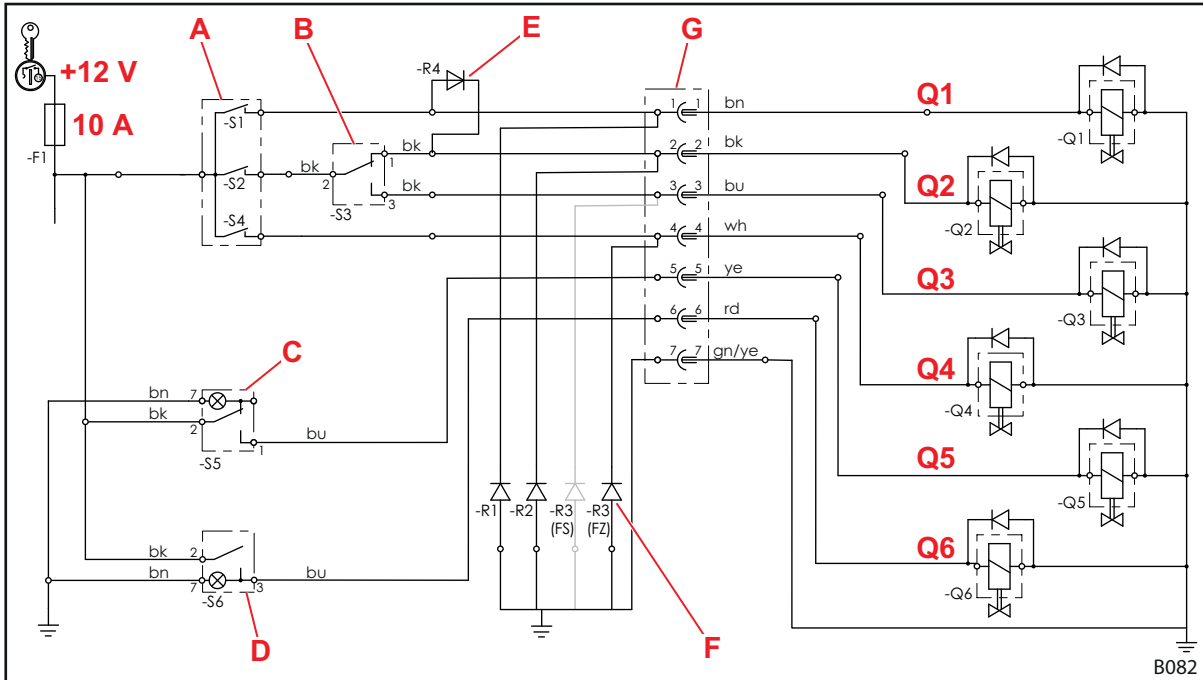 A
B
E
G
+12 V
10 A
-F1
-R4
-S1
-S2
-S4
bk
2
-S3
bk
1
bk
3
1 1 bn
2 2 bk
3 3 bu
4 4 wh
5 5 ye
6 6 rd
7 7 gn/ye
Q1
-Q1
Q2
-Q2
Q3
-Q3
Q4
-Q4
Q5
-Q5
Q6
-Q6
C
bn 7
bk 2
1 bu
-S5
bk 2
bn 7
3 bu
-S6
D
-R1
-R2
-R3
(FS)
-R3
(FZ)
F
B082